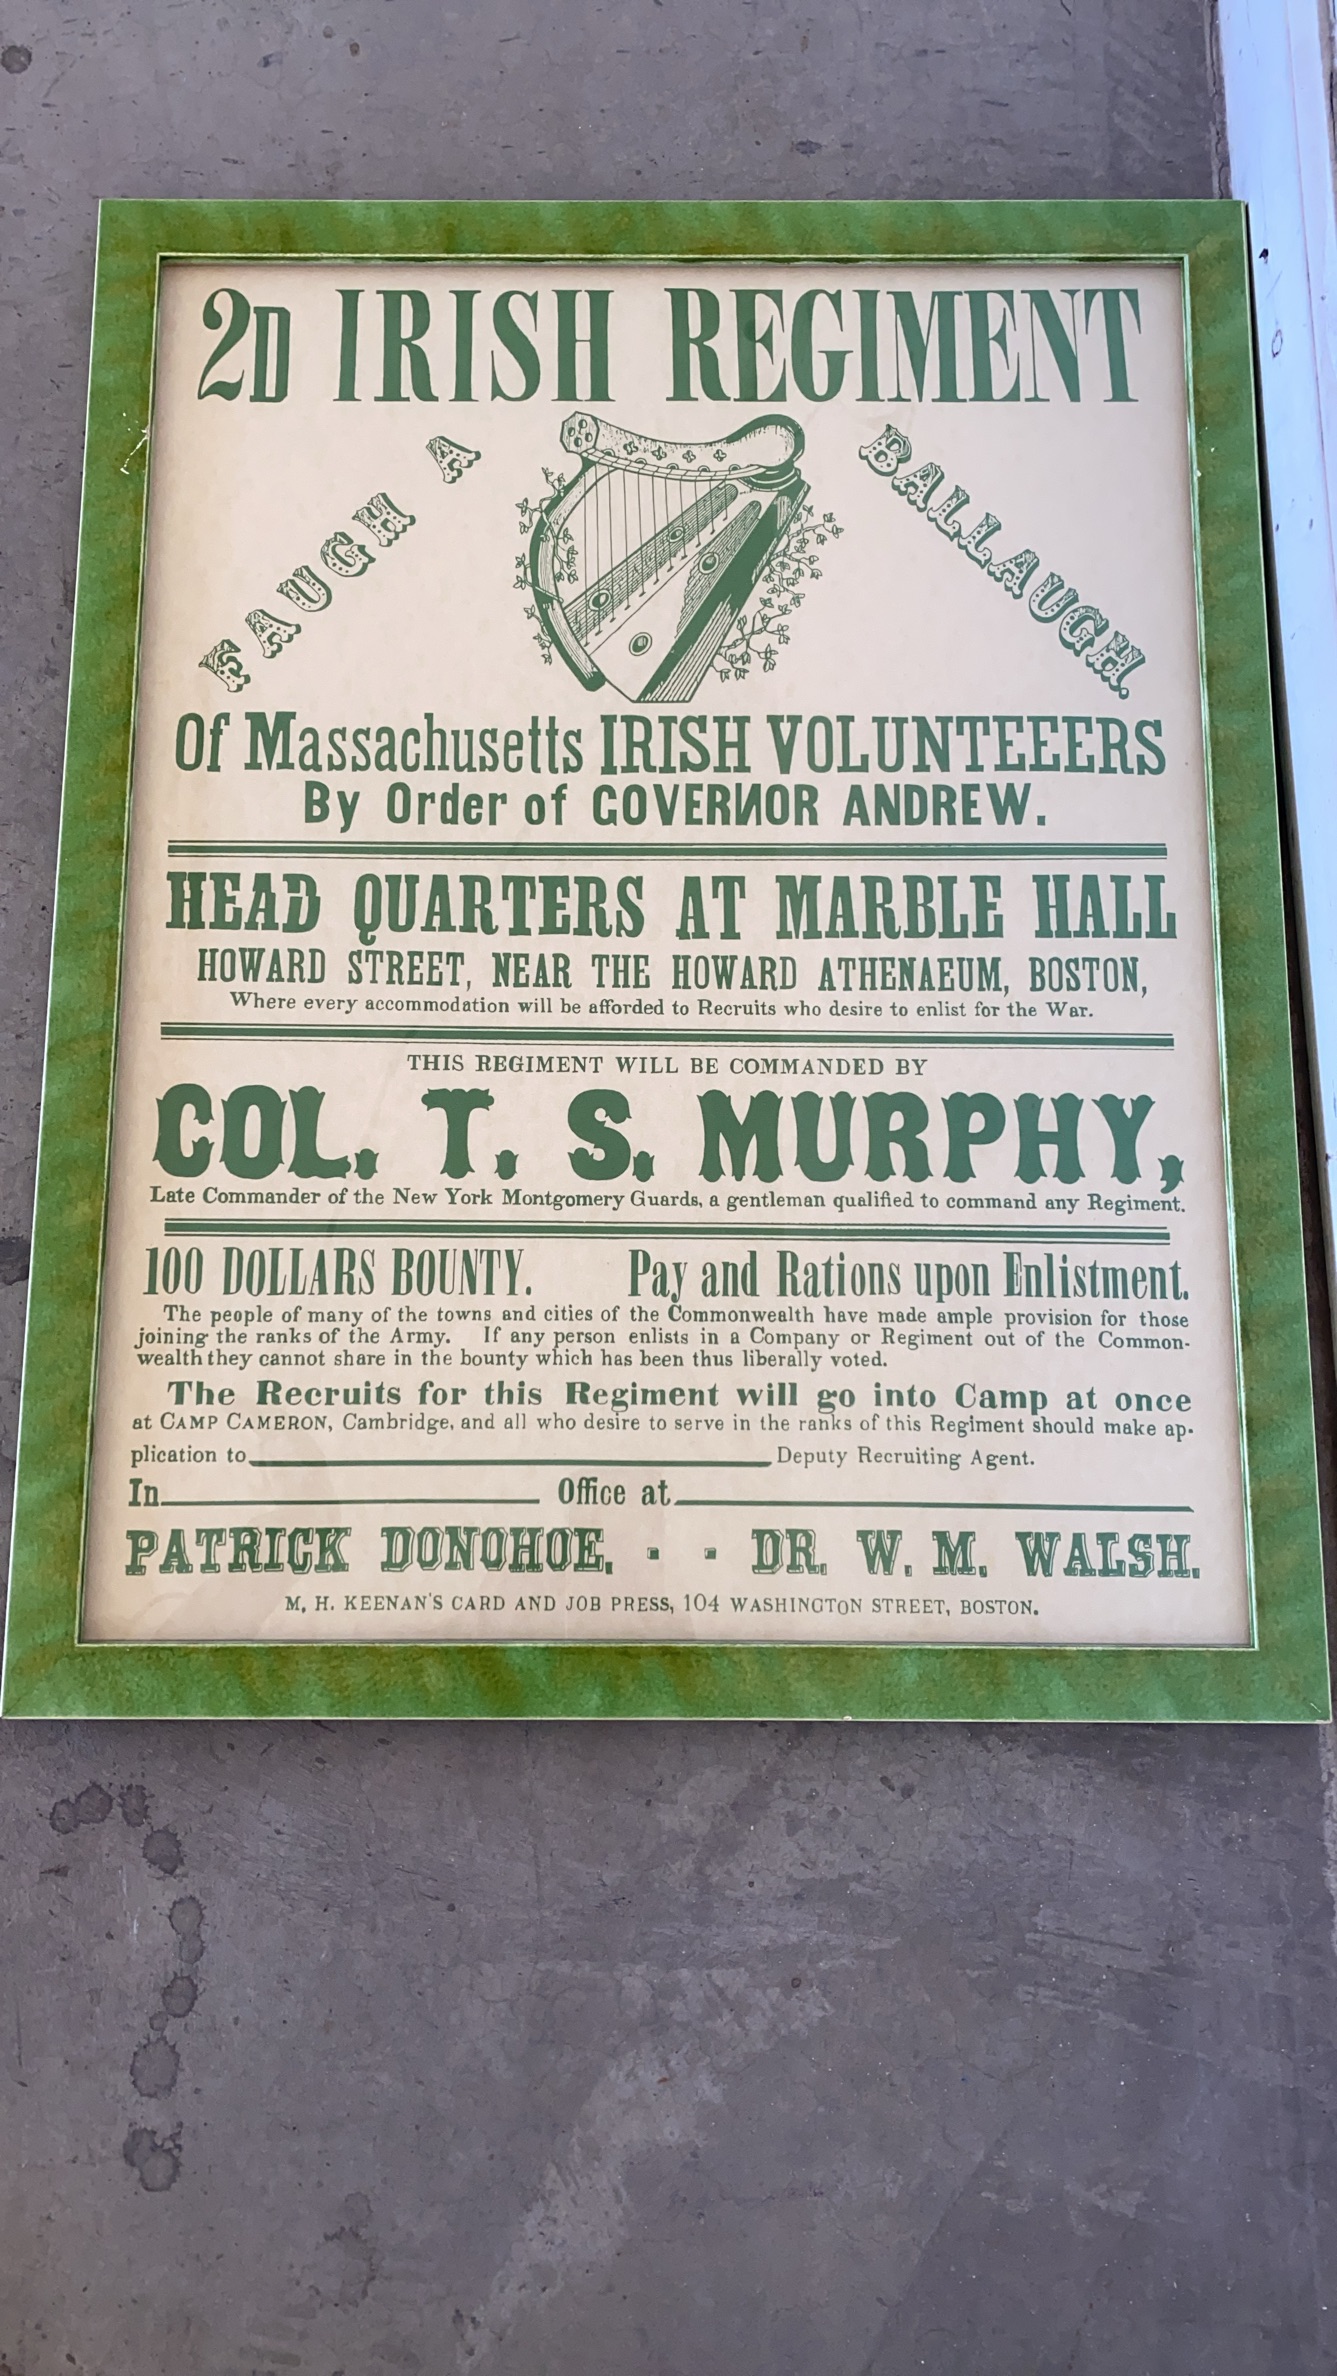 2D IRISH REGIMENT
FAUGH A BALLAUGH.
Of Massachusetts IRISH VOLUNTEEERS
By Order of GOVERNOR ANDREW.
HEAD QUARTERS AT MARBLE HALL
HOWARD STREET, NEAR THE HOWARD ATHENAEUM, BOSTON,
Where every accommodation will be afforded to Recruits who desire to enlist for the War.
THIS REGIMENT WILL BE COMMANDED BY
COL. T. S. MURPHY,
Late Commander of the New York Montgomery Guards, a gentleman qualified to command any Regiment.
100 DOLLARS BOUNTY. Pay and Rations upon Enlistment.
The people of many of the towns and cities of the Commonwealth have made ample provision for those
joining the ranks of the Army. If any person enlists in a Company or Regiment out of the Common-
wealth they cannot share in the bounty which has been thus liberally voted.
The Recruits for this Regiment will go into Camp at once
at CAMP CAMERON, Cambridge, and all who desire to serve in the ranks of this Regiment should make ap-
plication to Deputy Recruiting Agent.
In Office at
PATRICK DONOHOE. - - DR. W. M. WALSH.
M, H. KEENAN'S CARD AND JOB PRESS, 104 WASHINGTON STREET, BOSTON.